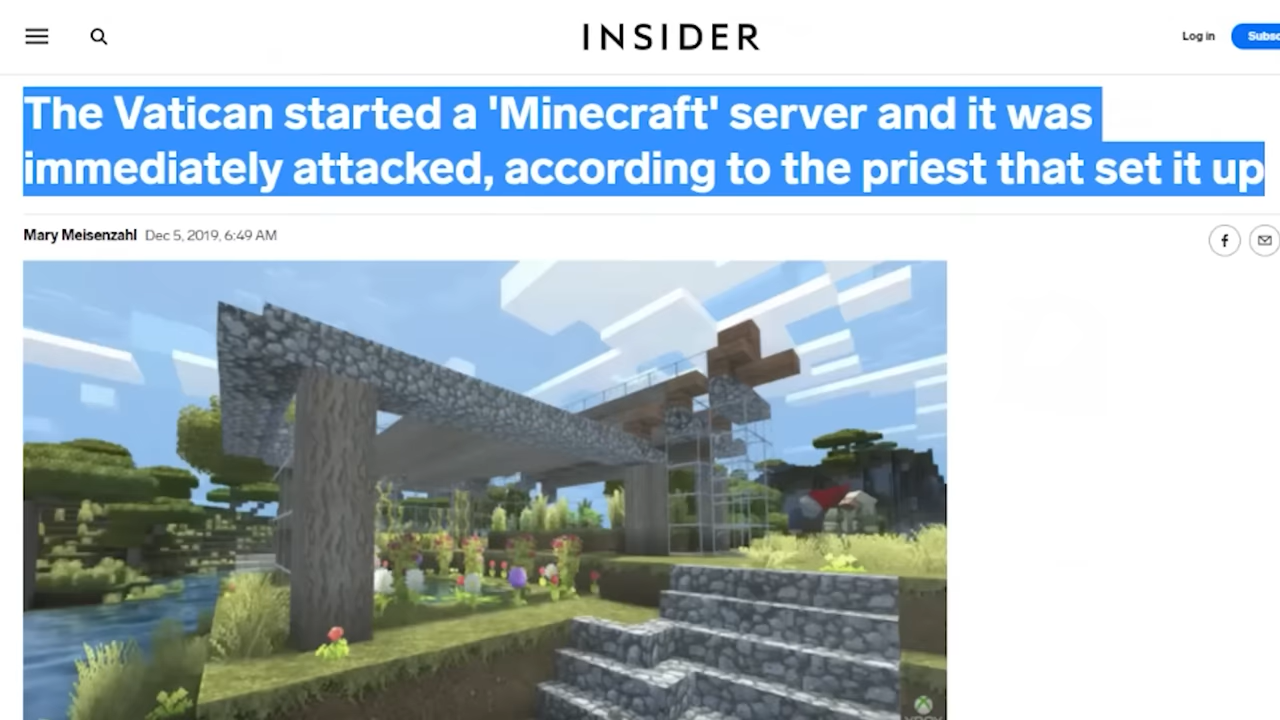 INSIDER
Log in
The Vatican started a 'Minecraft' server and it was
immediately attacked, according to the priest that set it up
Mary Meisenzahl Dec 5, 2019, 6:49 AM